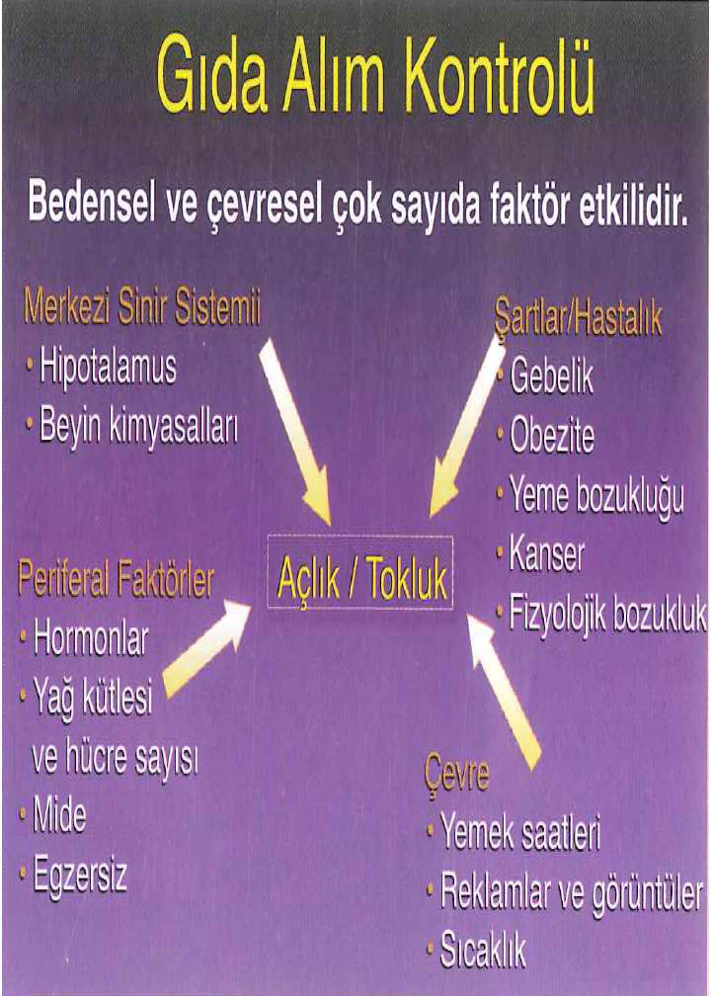 Gıda Alım Kontrolü
Bedensel ve çevresel çok sayıda faktör etkilidir.
Merkezi Sinir Sistemii
• Hipotalamus
• Beyin kimyasalları
Şartlar/Hastalık
• Gebelik
• Obezite
• Yeme bozukluğu
• Kanser
• Fizyolojik bozukluk
Açlık / Tokluk
Periferal Faktörler
• Hormonlar
• Yağ kütlesi
ve hücre sayısı
• Mide
• Egzersiz
Çevre
• Yemek saatleri
• Reklamlar ve görüntüler
• Sıcaklık